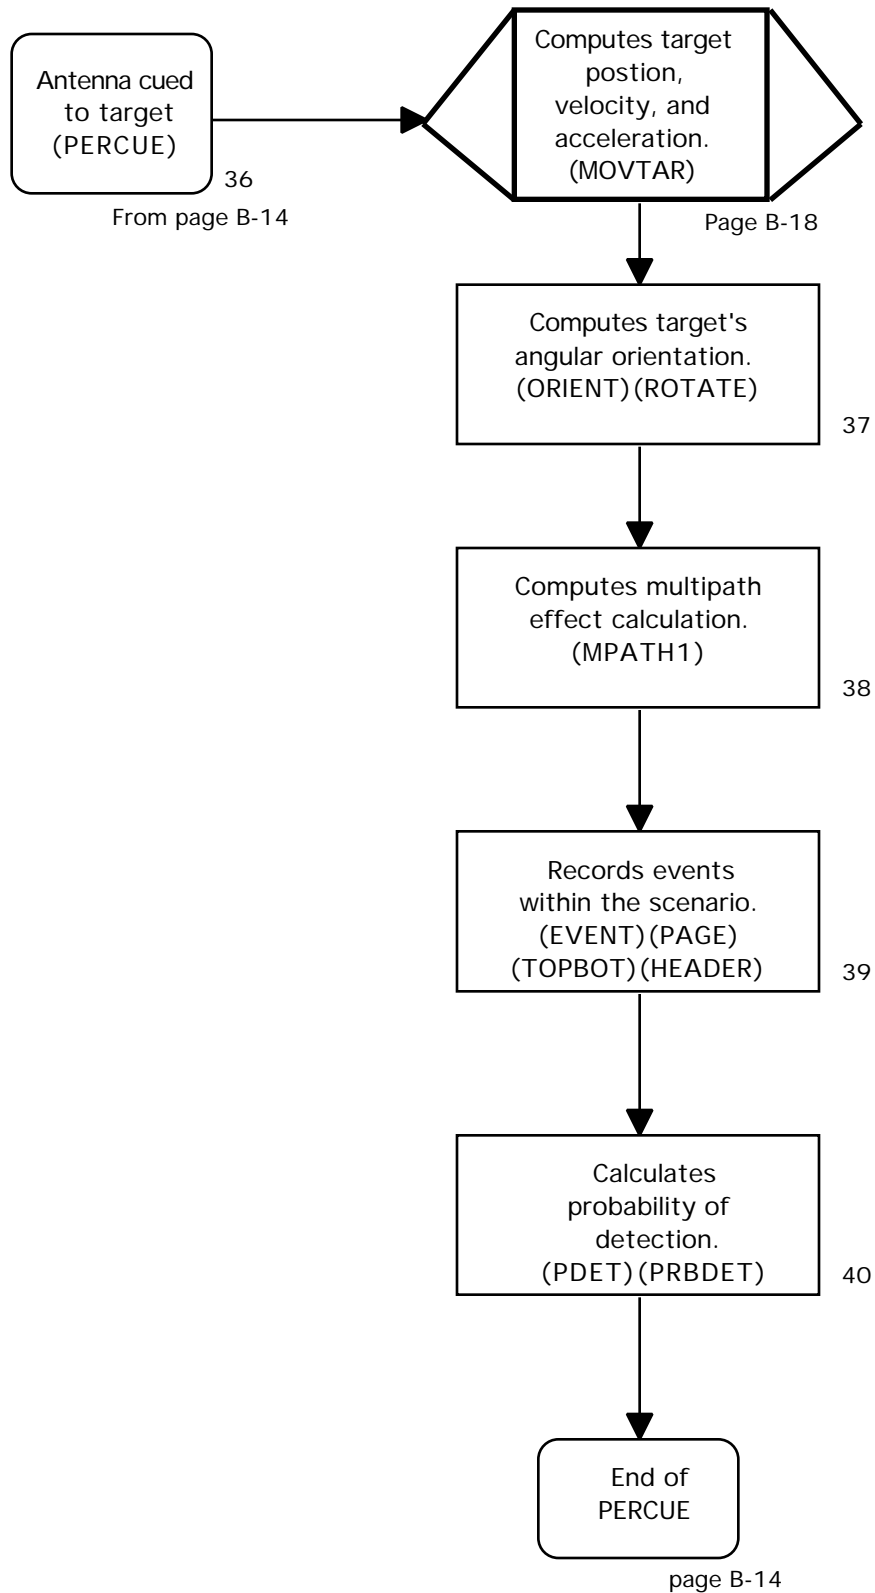 Antenna cued
to target
(PERCUE)
36
From page B-14
Computes target
postion,
velocity, and
acceleration.
(MOVTAR)
Page B-18
Computes target's
angular orientation.
(ORIENT)(ROTATE)
37
Computes multipath
effect calculation.
(MPATH1)
38
Records events
within the scenario.
(EVENT)(PAGE)
(TOPBOT)(HEADER)
39
Calculates
probability of
detection.
(PDET)(PRBDET)
40
End of
PERCUE
page B-14